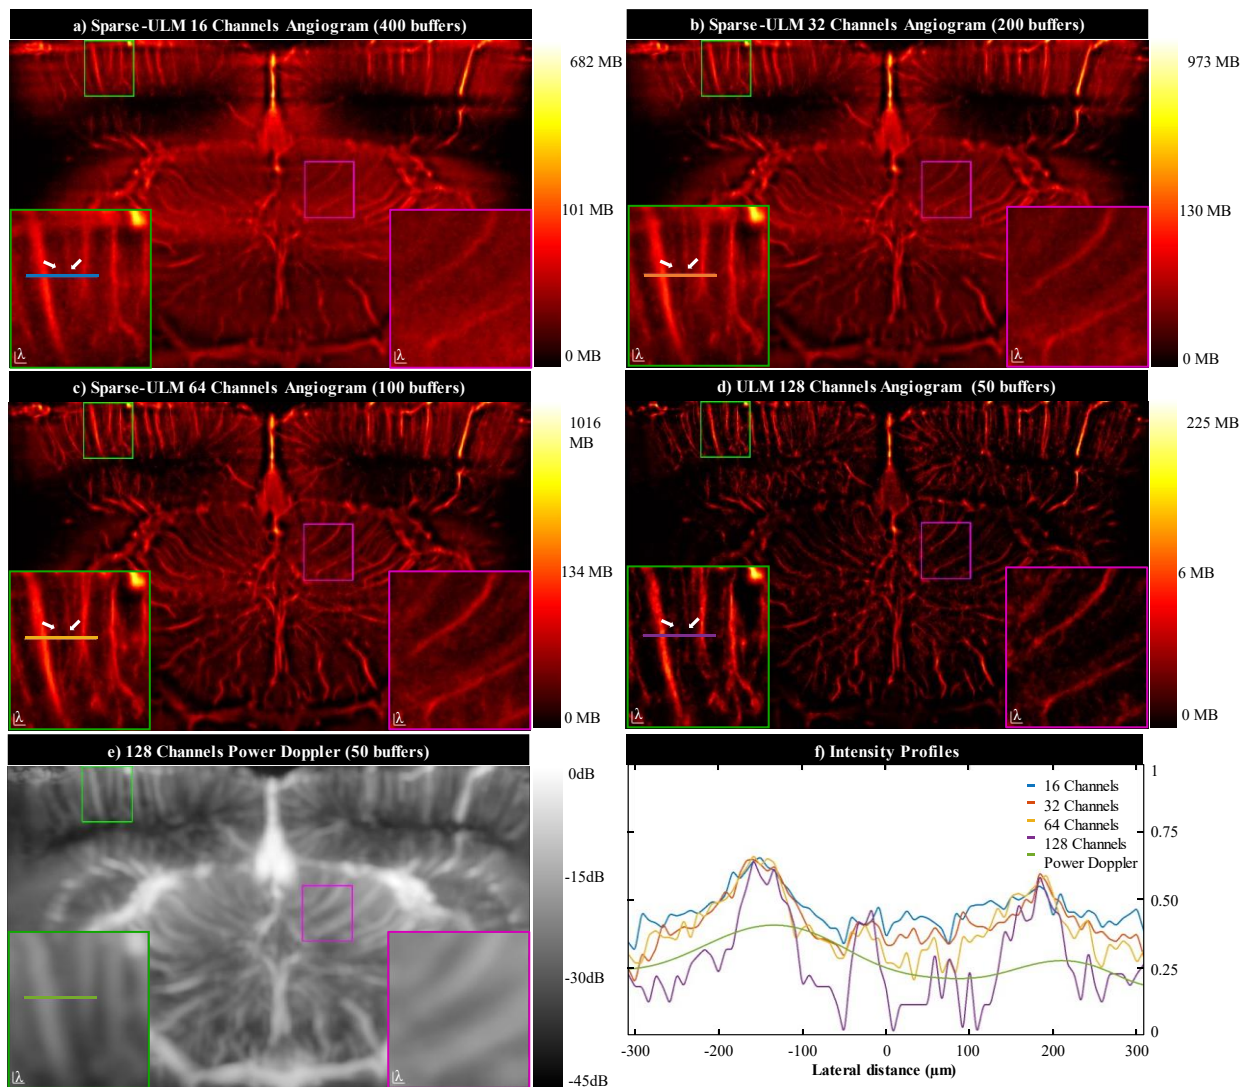 a) Sparse-ULM 16 Channels Angiogram (400 buffers)
682 MB
101 MB
0 MB
λ
λ
b) Sparse-ULM 32 Channels Angiogram (200 buffers)
973 MB
130 MB
0 MB
λ
λ
c) Sparse-ULM 64 Channels Angiogram (100 buffers)
1016
MB
134 MB
0 MB
λ
λ
d) ULM 128 Channels Angiogram (50 buffers)
225 MB
6 MB
0 MB
λ
λ
e) 128 Channels Power Doppler (50 buffers)
0dB
-15dB
-30dB
-45dB
λ
λ
f) Intensity Profiles
16 Channels
32 Channels
64 Channels
128 Channels
Power Doppler
1
0.75
0.50
0.25
0
-300 -200 -100 0 100 200 300
Lateral distance (µm)